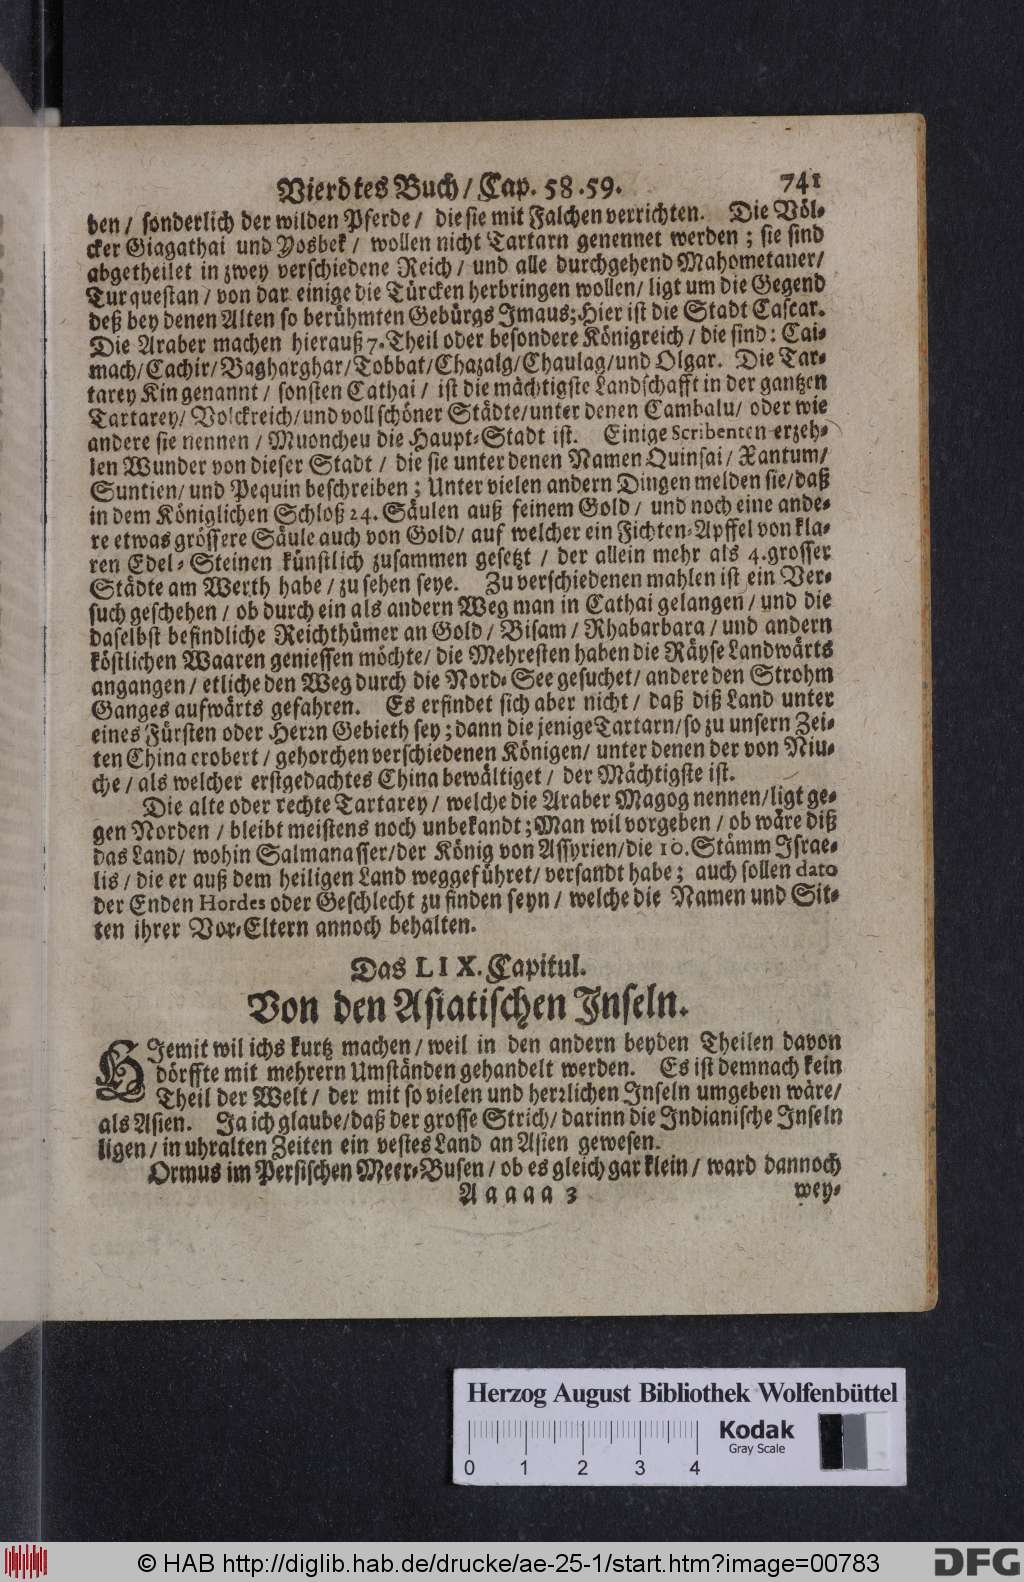 Vierdtes Buch / Cap. 58. 59. 741
ben / sonderlich der wilden Pferde / die sie mit Falchen verrichten. Die Völ-
cker Giagathai und Yosbek / wollen nicht Tartarn genennet werden ; sie sind
abgetheilet in zwey verschiedene Reich / und alle durchgehend Mahometaner /
Turquestan / von dar einige die Türcken herbringen wollen / ligt um die Gegend
deß bey denen Alten so berühmten Gebürgs Imaus; Hier ist die Stadt Cascar.
Die Araber machen hierauß 7. Theil oder besondere Königreich / die sind: Cai-
mach / Cachir / Bagharghar / Tobbat / Chazalg / Chaulag / und Olgar. Die Tar-
tarey Kin genannt / sonsten Cathai / ist die mächtigste Landschafft in der gantzen
Tartarey / Volckreich / und voll schöner Städte / unter denen Cambalu / oder wie
andere sie nennen / Muoncheu die Haupt-Stadt ist. Einige Scribenten erzeh-
len Wunder von dieser Stadt / die sie unter denen Namen Quinsai / Xantum /
Suntien / und Pequin beschreiben ; Unter vielen andern Dingen melden sie / daß
in dem Königlichen Schloß 24. Säulen auß feinem Gold / und noch eine ande-
re etwas grössere Säule auch von Gold / auf welcher ein Fichten-Apffel von kla-
ren Edel-Steinen künstlich zusammen gesetzt / der allein mehr als 4. grosser
Städte am Werth habe / zu sehen seye. Zu verschiedenen mahlen ist ein Ver-
such geschehen / ob durch ein als andern Weg man in Cathai gelangen / und die
daselbst befindliche Reichthümer an Gold / Bisam / Rhabarbara / und andern
köstlichen Waaren geniessen möchte / die Mehresten haben die Räyse Landwärts
angangen / etliche den Weg durch die Nord-See gesuchet / andere den Strohm
Ganges aufwärts gefahren. Es erfindet sich aber nicht / daß diß Land unter
eines Fürsten oder Herrn Gebieth sey ; dann die jenige Tartarn / so zu unsern Zei-
ten China erobert / gehorchen verschiedenen Königen / unter denen der von Niu-
che / als welcher erstgedachtes China bewältiget / der Mächtigste ist.
Die alte oder rechte Tartarey / welche die Araber Magog nennen / ligt ge-
gen Norden / bleibt meistens noch unbekandt ; Man wil vorgeben / ob wäre diß
das Land / wohin Salmanasser / der König von Assyrien / die 10. Stämm Israe-
lis / die er auß dem heiligen Land weggeführet / versandt habe ; auch sollen dato
der Enden Hordes oder Geschlecht zu finden seyn / welche die Namen und Sit-
ten ihrer Vor-Eltern annoch behalten.
Das LIX. Capitul.
Von den Asiatischen Inseln.
HIemit wil ichs kurtz machen / weil in den andern beyden Theilen davon
dörffte mit mehrern Umständen gehandelt werden. Es ist demnach kein
Theil der Welt / der mit so vielen und herrlichen Inseln umgeben wäre /
als Asien. Ja ich glaube / daß der grosse Strich / darinn die Indianische Inseln
ligen / in uhralten Zeiten ein vestes Land an Asien gewesen.
Ormus im Persischen Meer-Busen / ob es gleich gar klein / ward dannoch
Aaaaa 3 wey-
Herzog August Bibliothek Wolfenbüttel
Kodak
Gray Scale
0 1 2 3 4
© HAB http://diglib.hab.de/drucke/ae-25-1/start.htm?image=00783
DFG